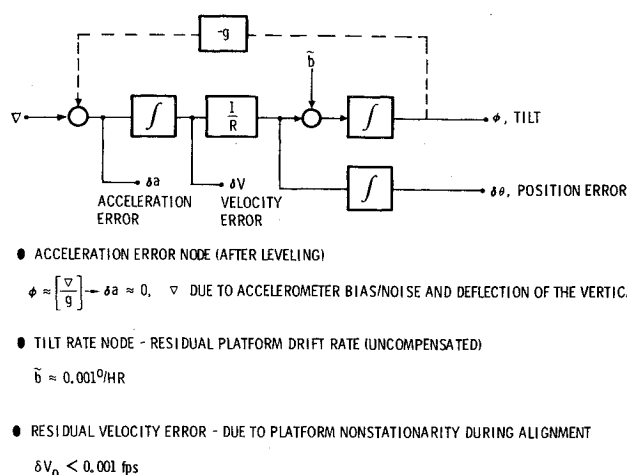 -g
b̃
∇
∫
1/R
∫
ϕ, TILT
δa
ACCELERATION
ERROR
δV
VELOCITY
ERROR
∫
δθ, POSITION ERROR
● ACCELERATION ERROR NODE (AFTER LEVELING)
ϕ ≈ [∇/g] → δa ≈ 0, ∇ DUE TO ACCELEROMETER BIAS/NOISE AND DEFLECTION OF THE VERTIC
● TILT RATE NODE - RESIDUAL PLATFORM DRIFT RATE (UNCOMPENSATED)
b̃ ≈ 0.001⁰/HR
● RESIDUAL VELOCITY ERROR - DUE TO PLATFORM NONSTATIONARITY DURING ALIGNMENT
δV₀ < 0.001 fps